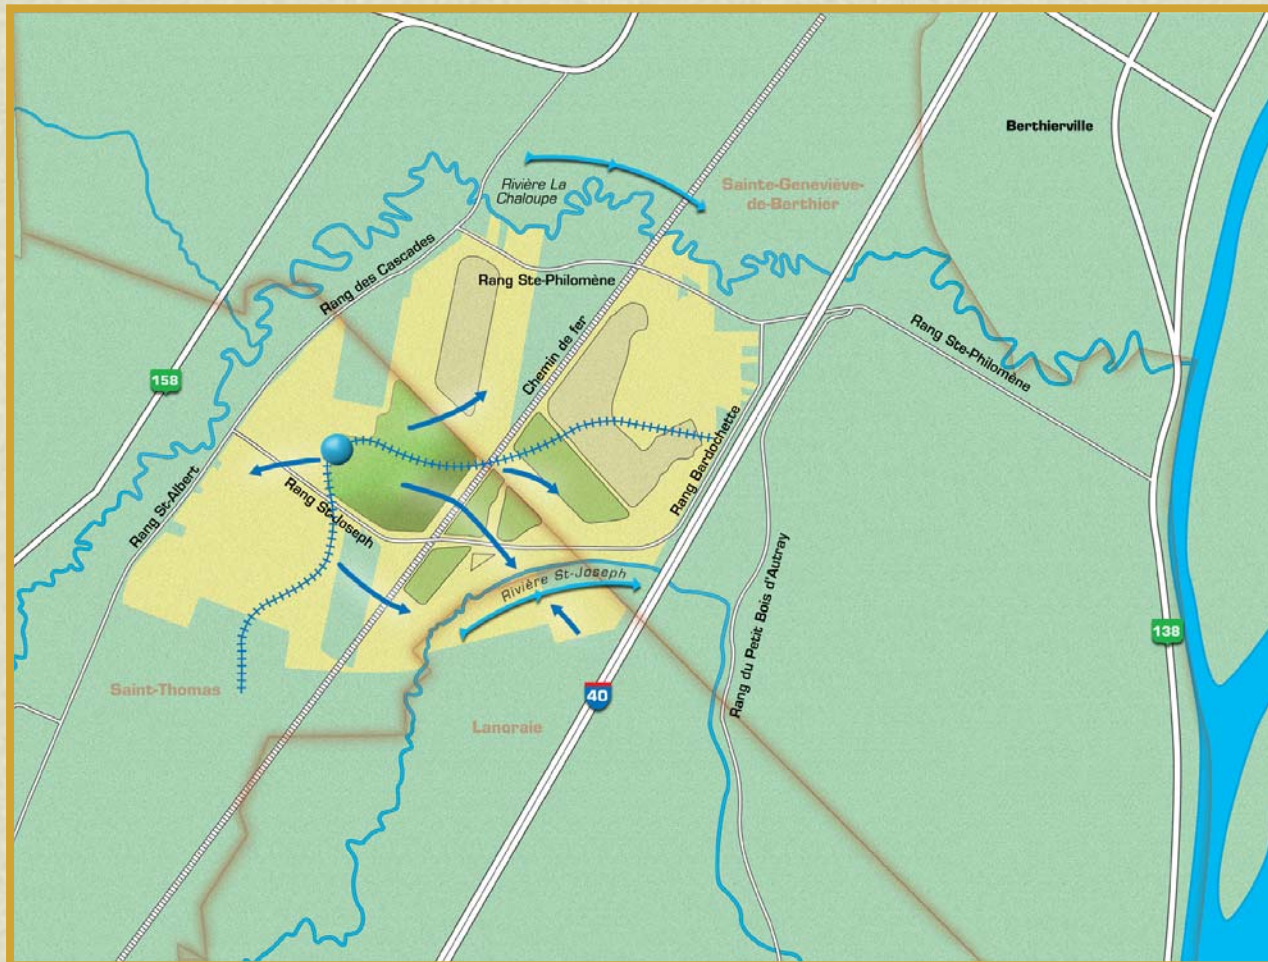 Berthierville
Rivière La
Chaloupe
Sainte-Geneviève-
de-Berthier
Rang des Cascades
Rang Ste-Philomène
Chemin de fer
Rang Ste-Philomène
158
Rang St-Albert
Rang St-Joseph
Rang Bardochette
Rivière St-Joseph
Rang du Petit Bois d'Autray
138
Saint-Thomas
40
Lanoraie